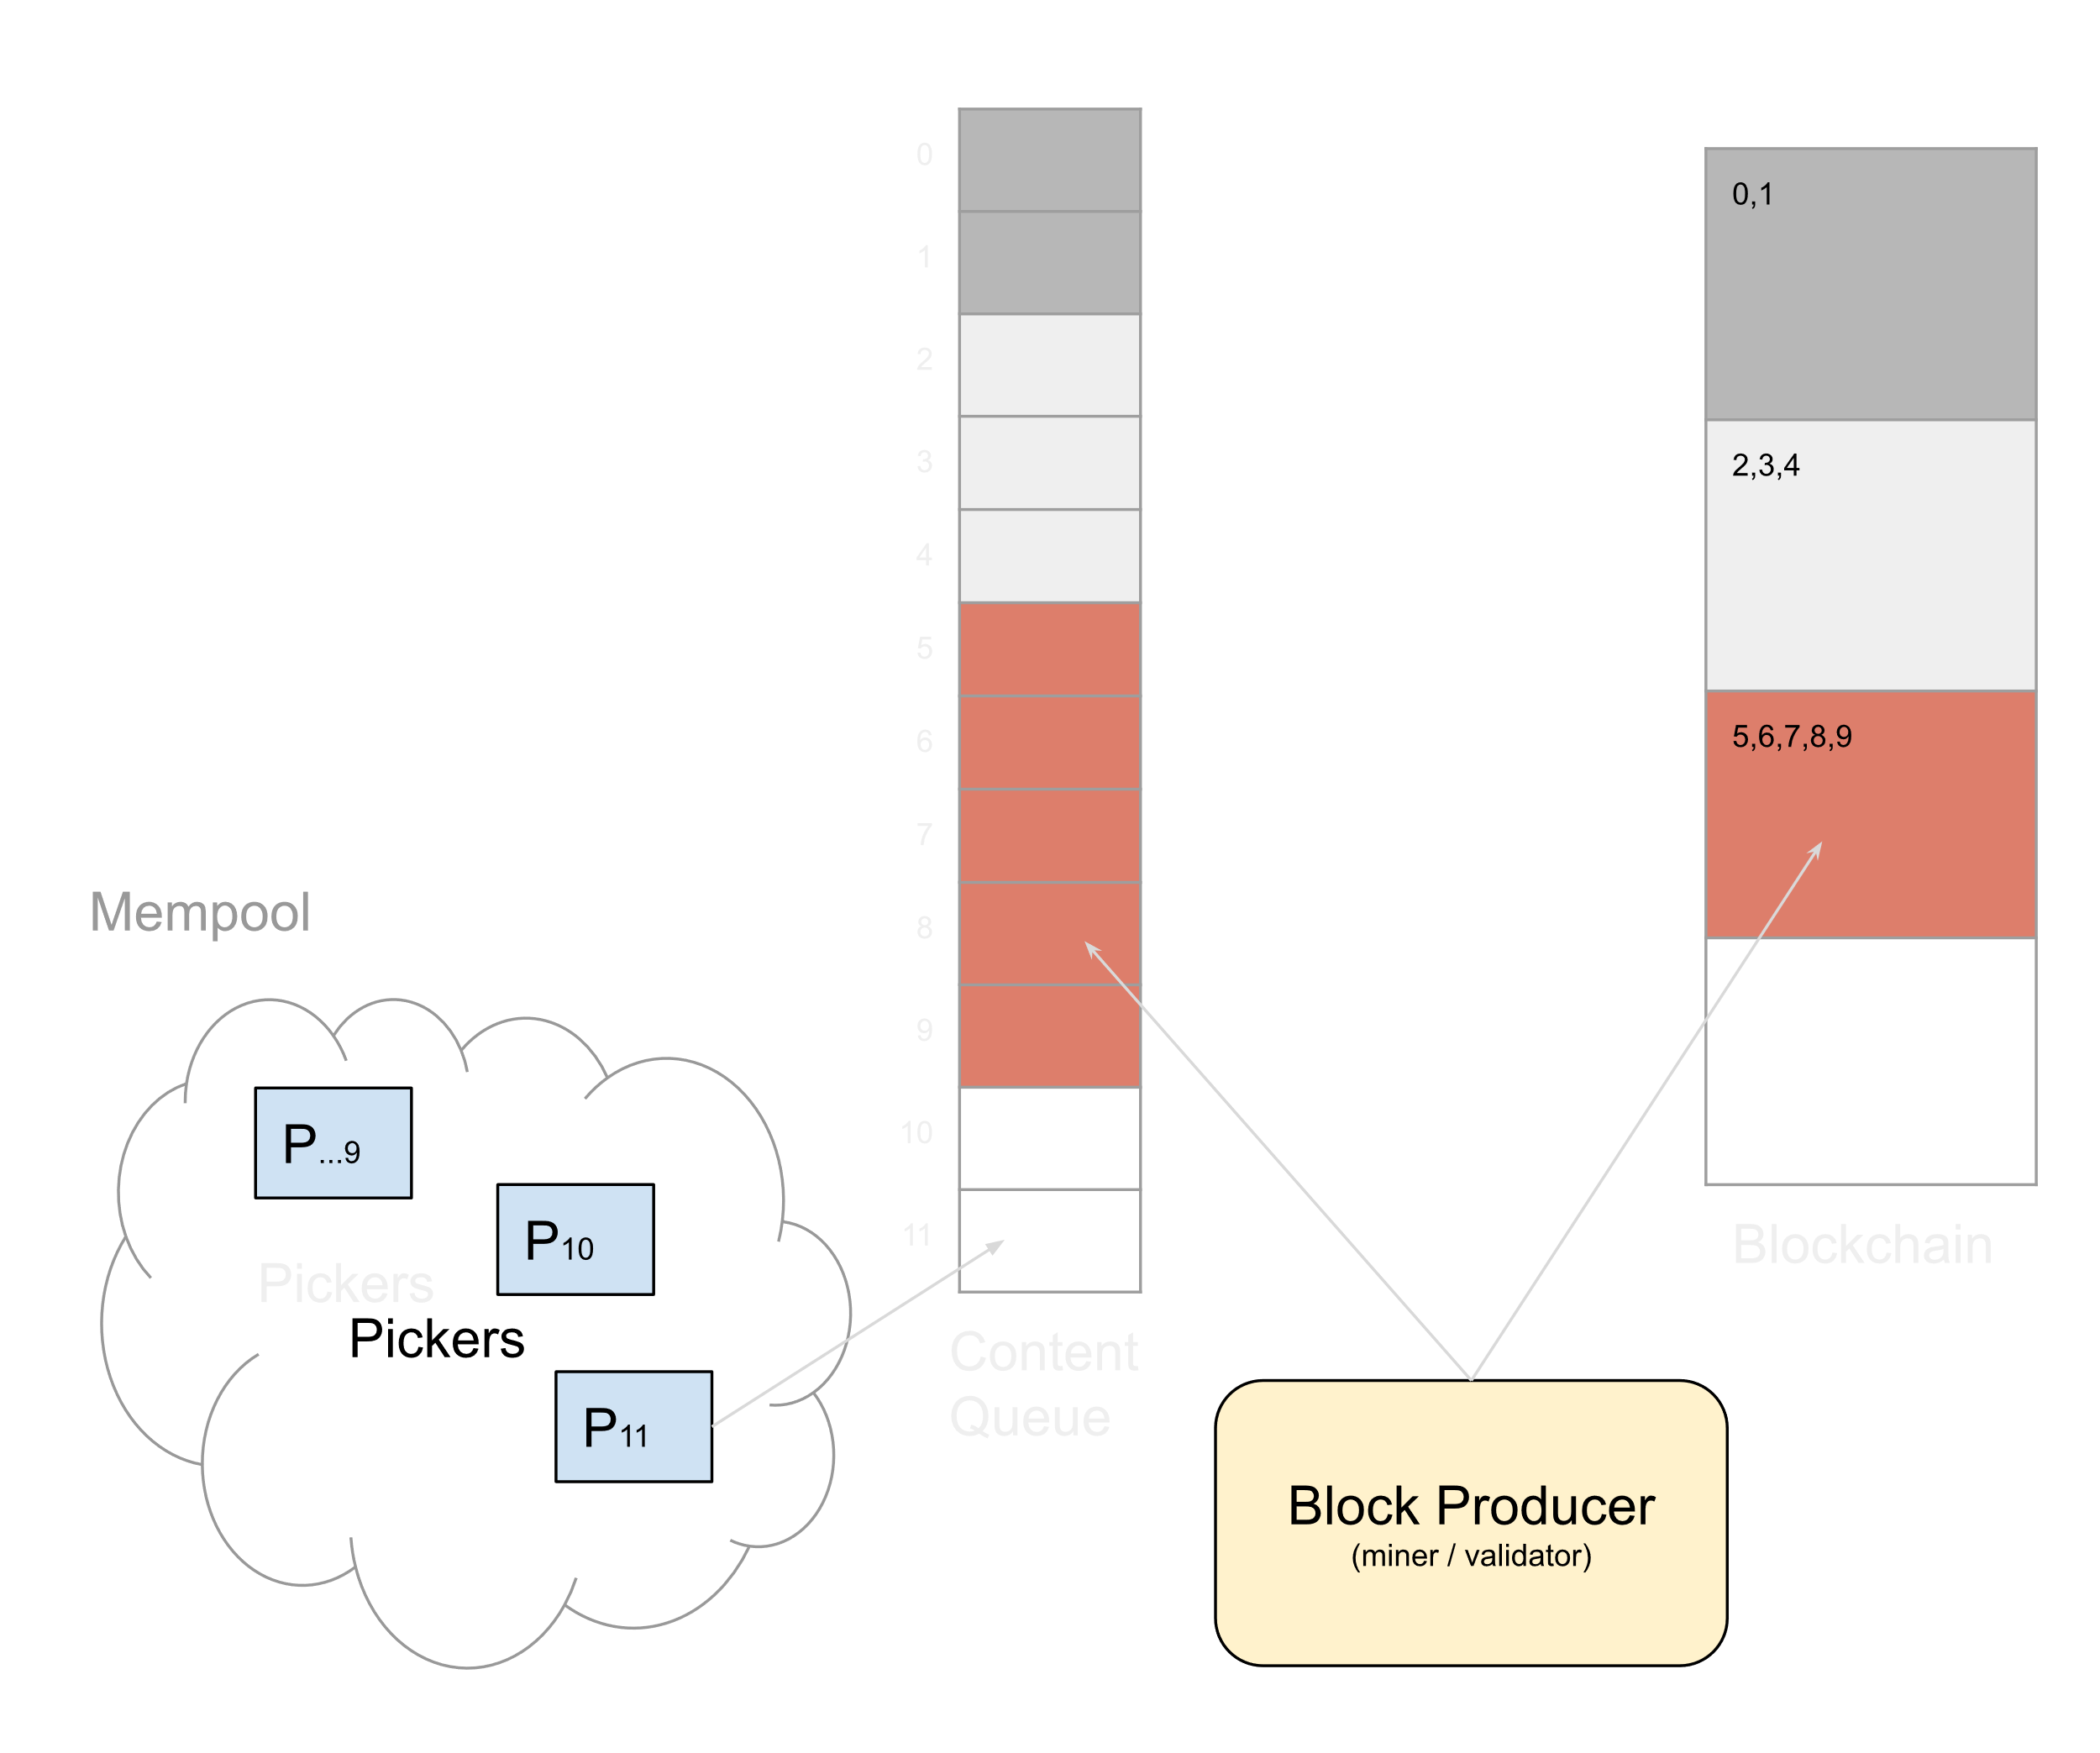 0
1
2
3
4
5
6
7
8
9
10
11
Content
Queue
0,1
2,3,4
5,6,7,8,9
Blockchain
Mempool
P...9
P10
Pickers
Pickers
P11
Block Producer
(miner / validator)